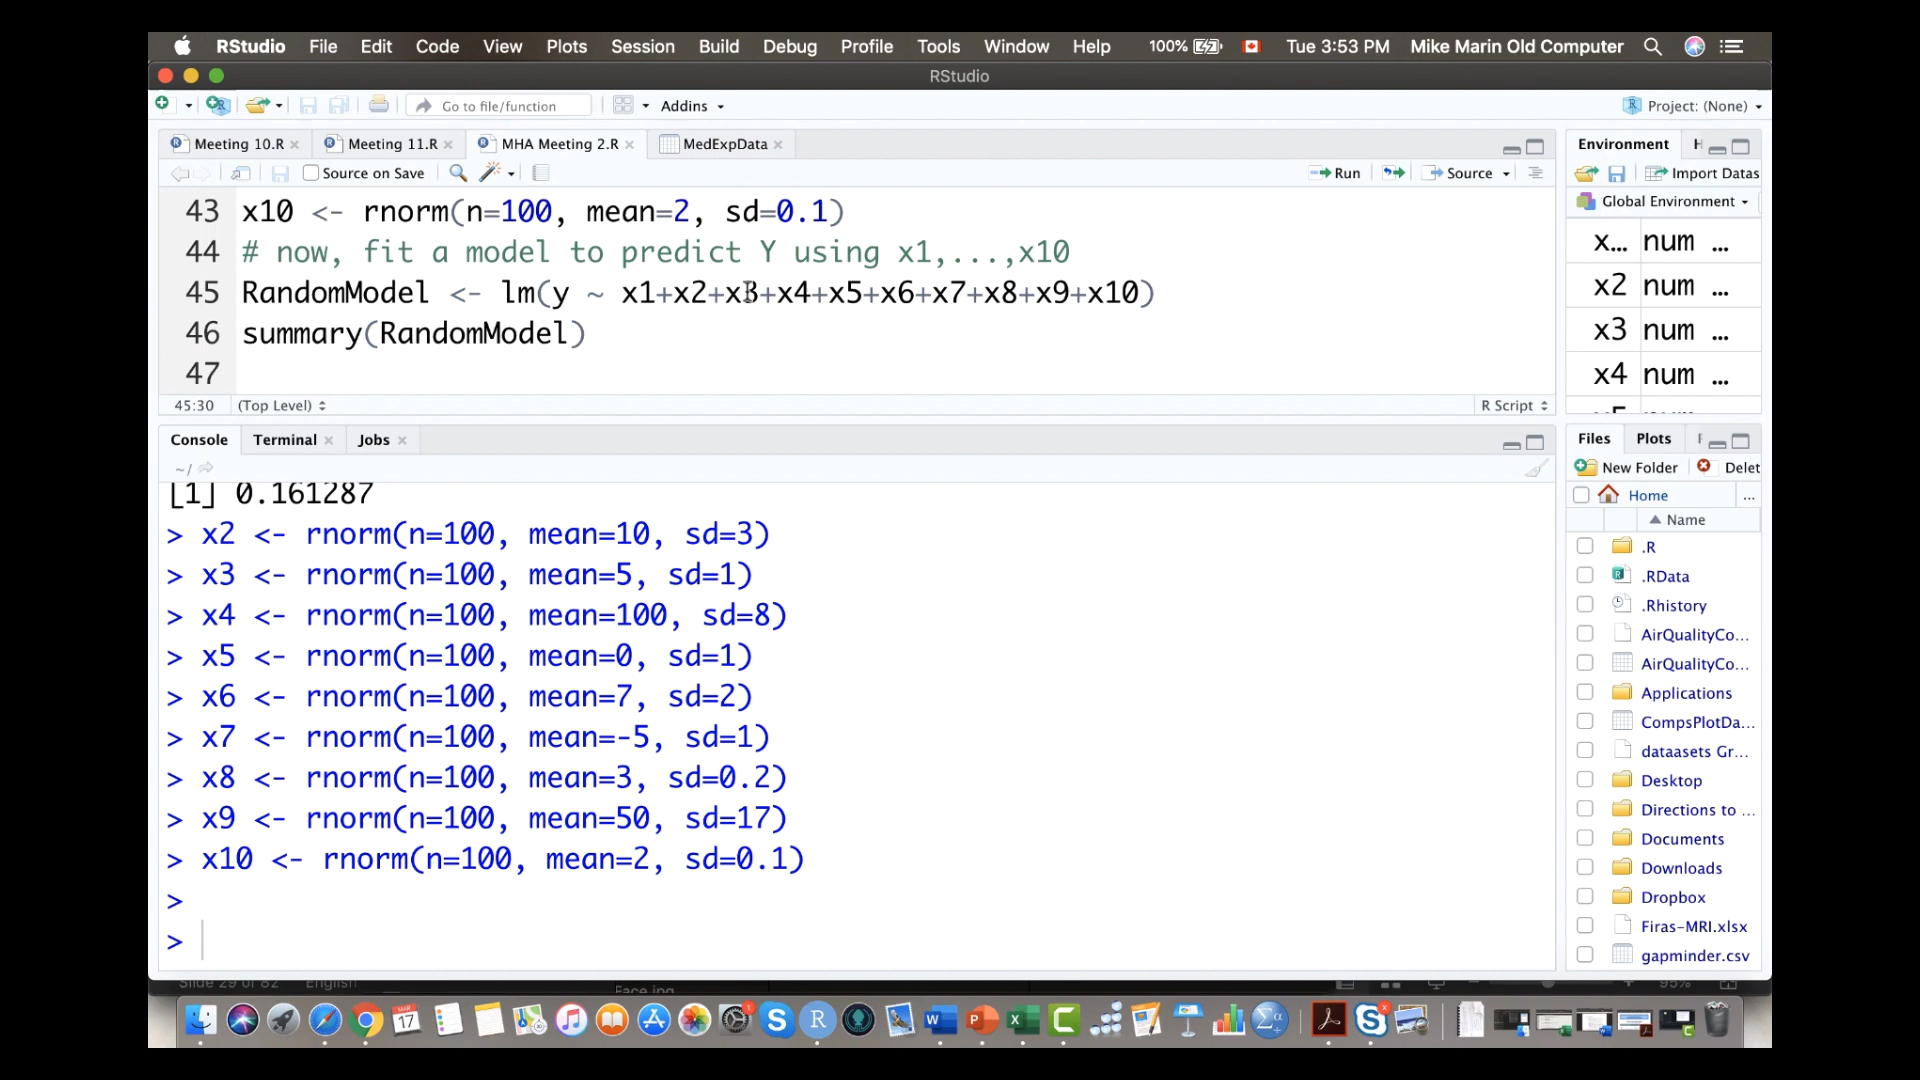 RStudio File Edit Code View Plots Session Build Debug Profile Tools Window Help 100% Tue 3:53 PM Mike Marin Old Computer
RStudio
Go to file/function Addins Project: (None)
Meeting 10.R Meeting 11.R MHA Meeting 2.R MedExpData
Source on Save Run Source
43 x10 <- rnorm(n=100, mean=2, sd=0.1)
44 # now, fit a model to predict Y using x1,...,x10
45 RandomModel <- lm(y ~ x1+x2+x3+x4+x5+x6+x7+x8+x9+x10)
46 summary(RandomModel)
47
45:30 (Top Level) R Script
Console Terminal Jobs
~/
[1] 0.161287
> x2 <- rnorm(n=100, mean=10, sd=3)
> x3 <- rnorm(n=100, mean=5, sd=1)
> x4 <- rnorm(n=100, mean=100, sd=8)
> x5 <- rnorm(n=100, mean=0, sd=1)
> x6 <- rnorm(n=100, mean=7, sd=2)
> x7 <- rnorm(n=100, mean=-5, sd=1)
> x8 <- rnorm(n=100, mean=3, sd=0.2)
> x9 <- rnorm(n=100, mean=50, sd=17)
> x10 <- rnorm(n=100, mean=2, sd=0.1)
>
>
Environment
Import Datas
Global Environment
x... num ...
x2 num ...
x3 num ...
x4 num ...
Files Plots
New Folder Delet
Home ...
Name
.R
.RData
.Rhistory
AirQualityCo...
AirQualityCo...
Applications
CompsPlotDa...
dataasets Gr...
Desktop
Directions to ...
Documents
Downloads
Dropbox
Firas-MRI.xlsx
gapminder.csv
Slide 29 of 82 English
95%
MAR
17